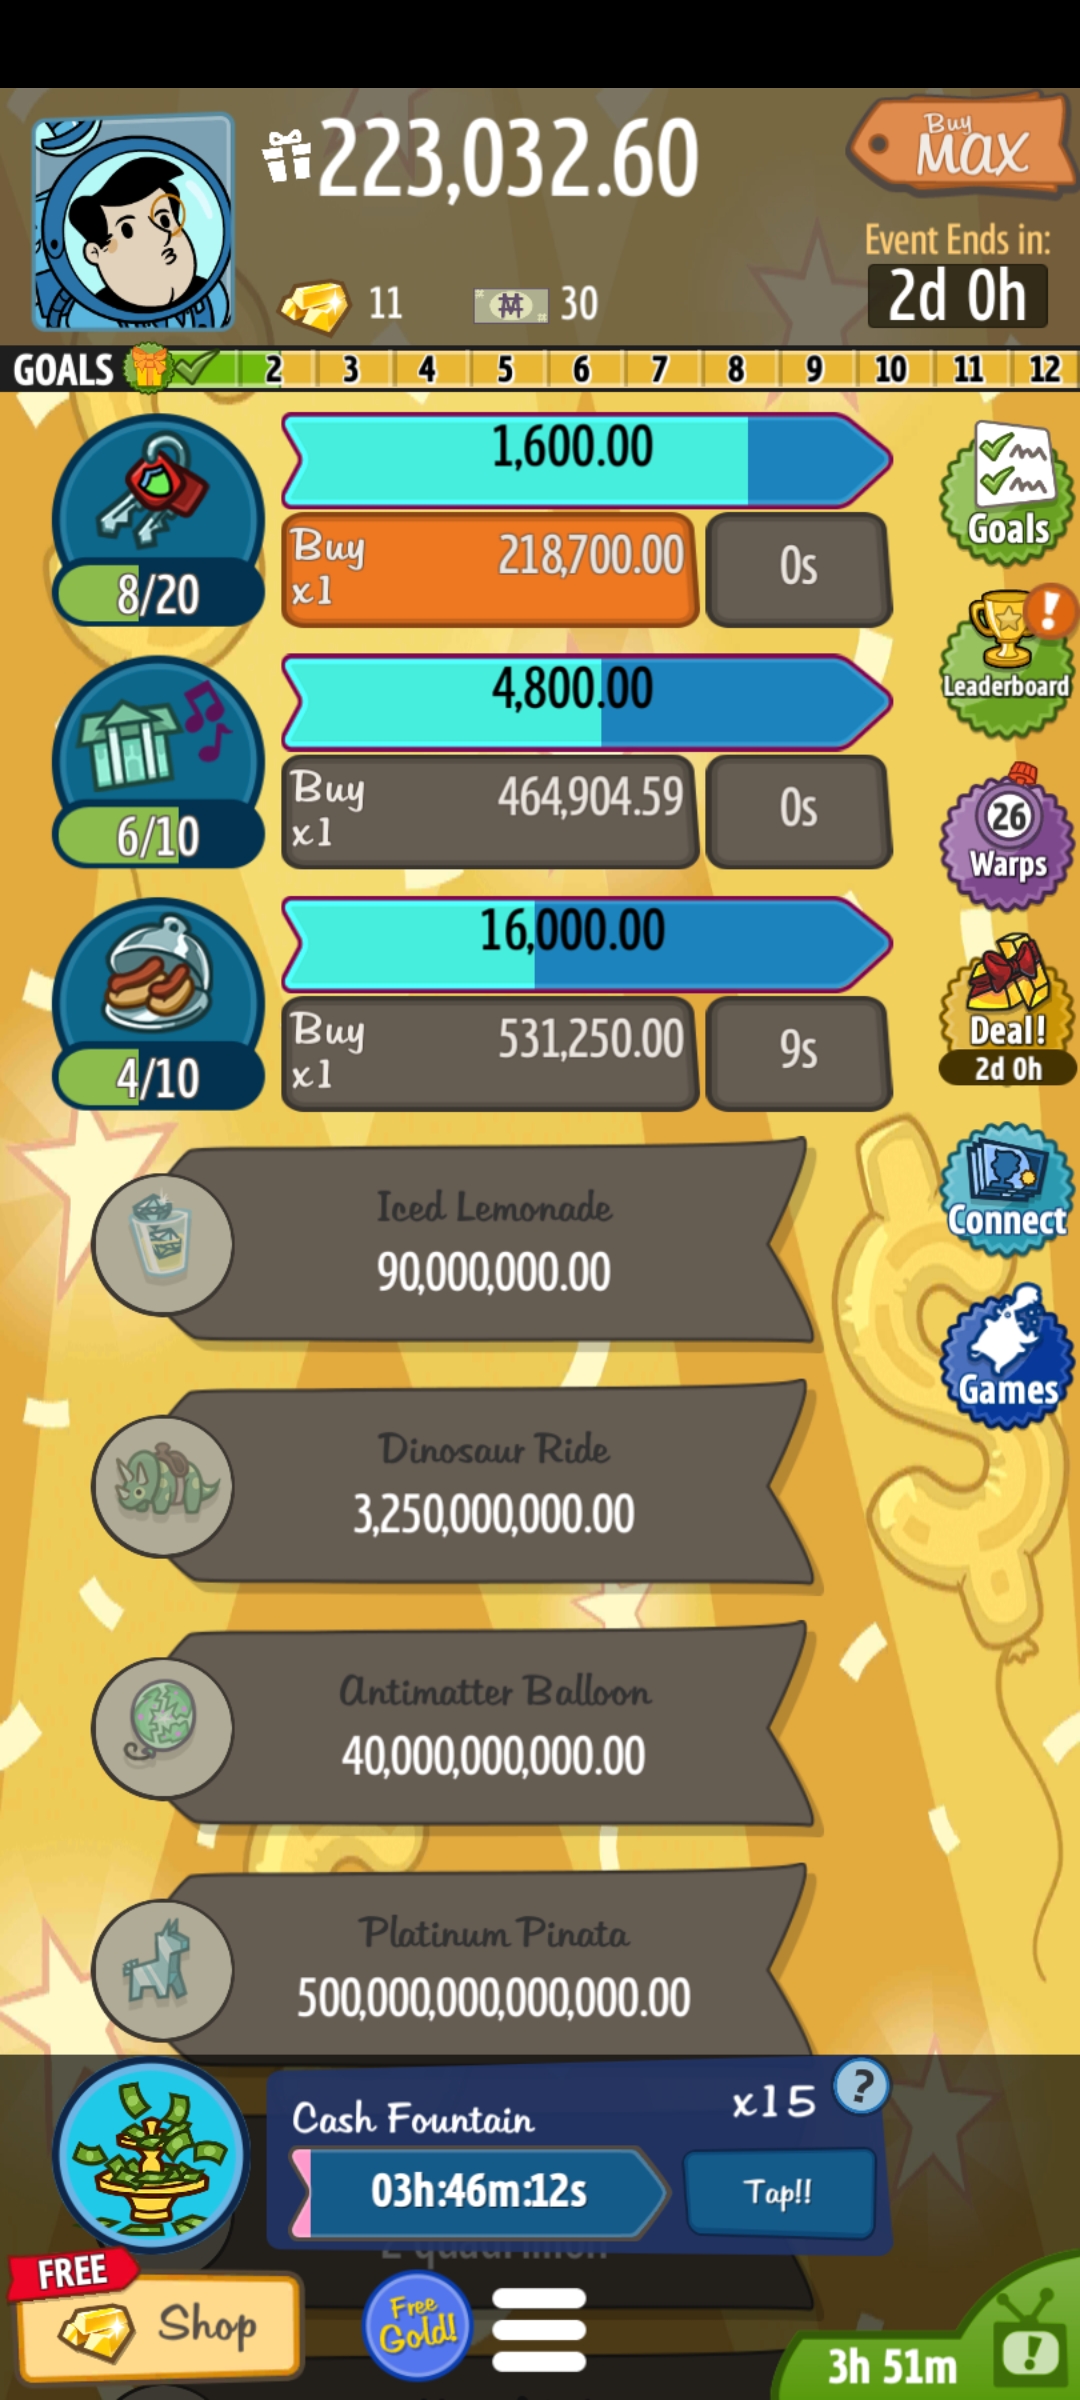 223,032.60
Buy
MAX
Event Ends in:
2d 0h
11
30
GOALS 2 3 4 5 6 7 8 9 10 11 12
1,600.00
Buy
x1
218,700.00
0s
8/20
Goals
4,800.00
Buy
x1
464,904.59
0s
6/10
Leaderboard
26
Warps
16,000.00
Buy
x1
531,250.00
9s
4/10
Deal!
2d 0h
Iced Lemonade
90,000,000.00
Connect
Dinosaur Ride
3,250,000,000.00
Games
Antimatter Balloon
40,000,000,000.00
Platinum Pinata
500,000,000,000,000.00
Cash Fountain
x15
?
03h:46m:12s
Tap!!
FREE
Shop
Free
Gold!
3h 51m